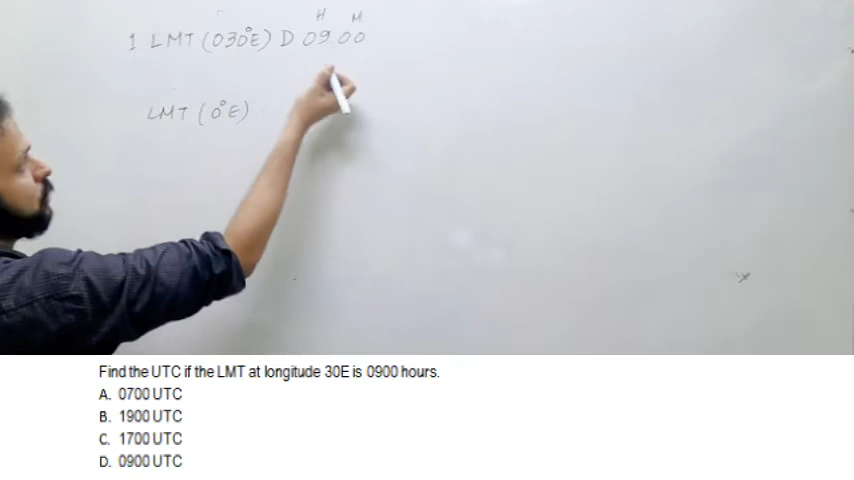 H M
1 LMT (030°E) D 09 00
LMT (0°E)
Find the UTC if the LMT at longitude 30E is 0900 hours.
A. 0700 UTC
B. 1900 UTC
C. 1700 UTC
D. 0900 UTC